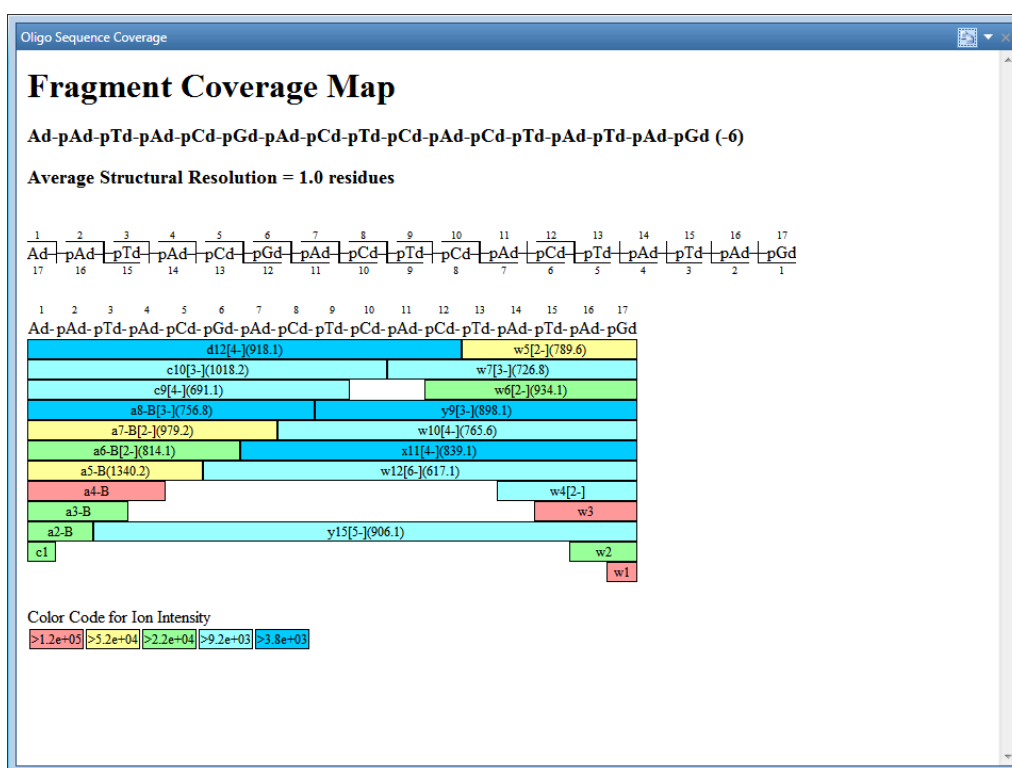 Oligo Sequence Coverage
Fragment Coverage Map
Ad-pAd-pTd-pAd-pCd-pGd-pAd-pCd-pTd-pCd-pAd-pCd-pTd-pAd-pTd-pAd-pGd (-6)
Average Structural Resolution = 1.0 residues
1 2 3 4 5 6 7 8 9 10 11 12 13 14 15 16 17
Ad pAd pTd pAd pCd pGd pAd pCd pTd pCd pAd pCd pTd pAd pTd pAd pGd
17 16 15 14 13 12 11 10 9 8 7 6 5 4 3 2 1
1 2 3 4 5 6 7 8 9 10 11 12 13 14 15 16 17
Ad-pAd-pTd-pAd-pCd-pGd-pAd-pCd-pTd-pCd-pAd-pCd-pTd-pAd-pTd-pAd-pGd
d12[4-](918.1) w5[2-](789.6)
c10[3-](1018.2) w7[3-](726.8)
c9[4-](691.1) w6[2-](934.1)
a8-B[3-](756.8) y9[3-](898.1)
a7-B[2-](979.2) w10[4-](765.6)
a6-B[2-](814.1) x11[4-](839.1)
a5-B(1340.2) w12[6-](617.1)
a4-B w4[2-]
a3-B w3
a2-B y15[5-](906.1)
c1 w2
w1
Color Code for Ion Intensity
>1.2e+05 >5.2e+04 >2.2e+04 >9.2e+03 >3.8e+03